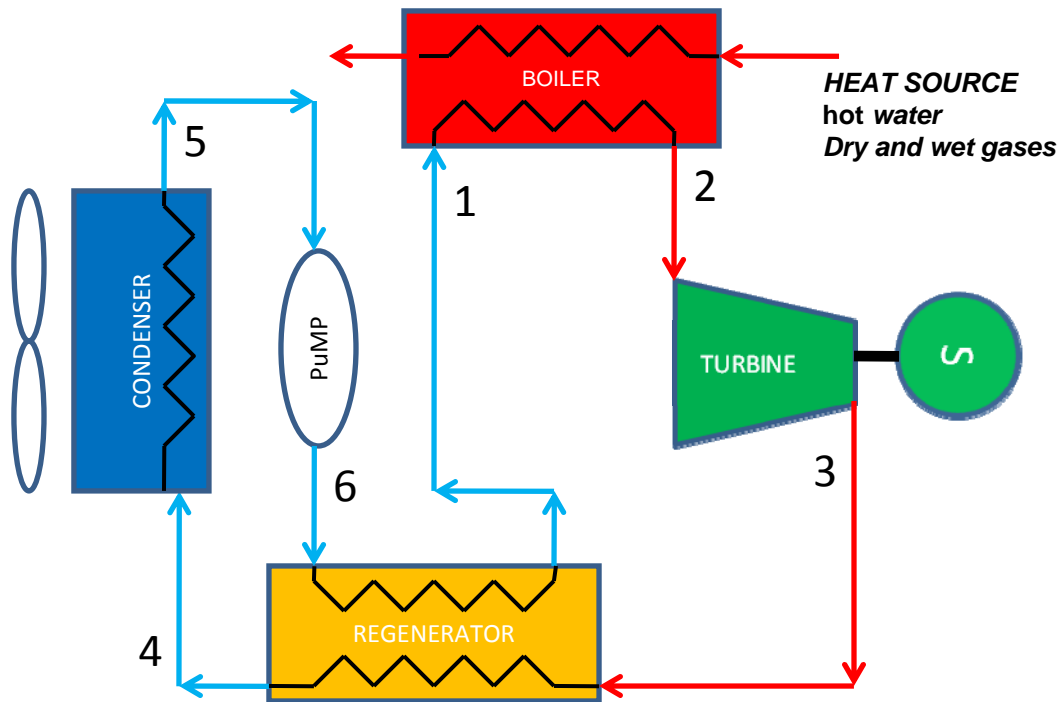 BOILER
HEAT SOURCE
hot water
Dry and wet gases
5
1
2
CONDENSER
PuMP
TURBINE
S
3
6
REGENERATOR
4